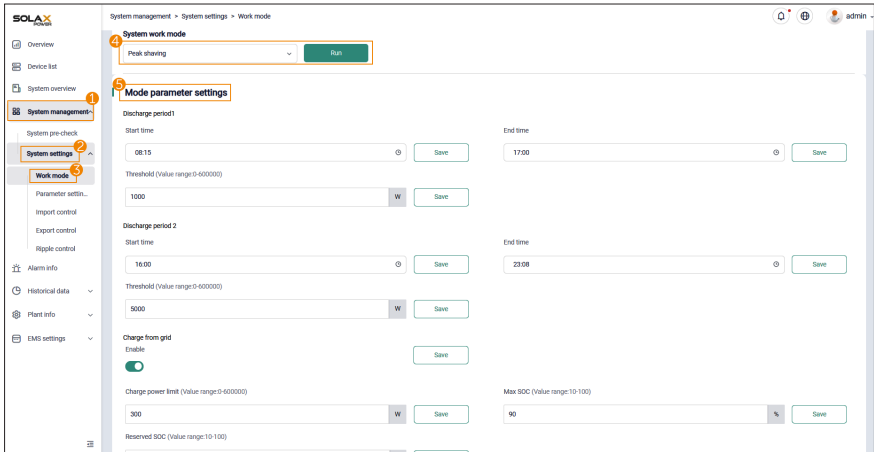 SOLAX
POWER
System management > System settings > Work mode
admin
Overview
Device list
System overview
1
System management
System pre-check
System settings 2
Work mode 3
Parameter settin...
Import control
Export control
Ripple control
Alarm info
Historical data
Plant info
EMS settings
System work mode
4
Peak shaving
Run
5
Mode parameter settings
Discharge period1
Start time
End time
08:15 Save
17:00 Save
Threshold (Value range:0-600000)
1000 W Save
Discharge period 2
Start time
End time
16:00 Save
23:08 Save
Threshold (Value range:0-600000)
5000 W Save
Charge from grid
Enable
Save
Charge power limit (Value range:0-600000)
Max SOC (Value range:10-100)
300 W Save
90 % Save
Reserved SOC (Value range:10-100)